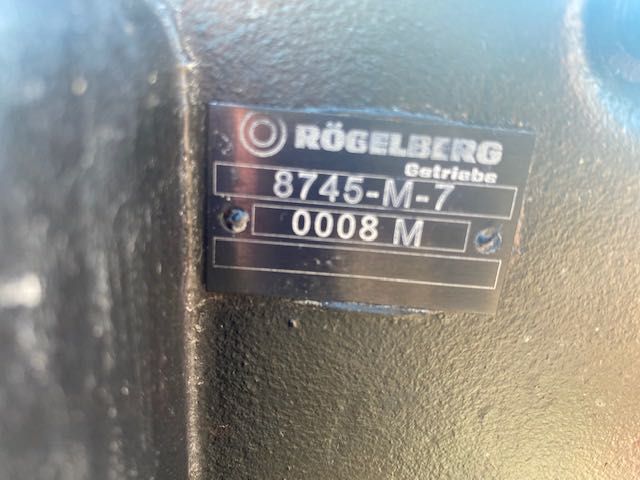 RÖGELBERG
Getriebe
8745-M-7
0008 M